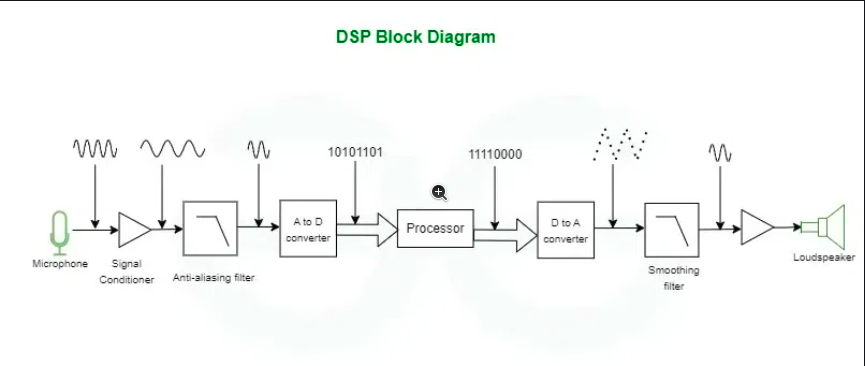 DSP Block Diagram
10101101
11110000
A to D
converter
Processor
D to A
converter
Microphone
Signal
Conditioner
Anti-aliasing filter
Smoothing
filter
Loudspeaker